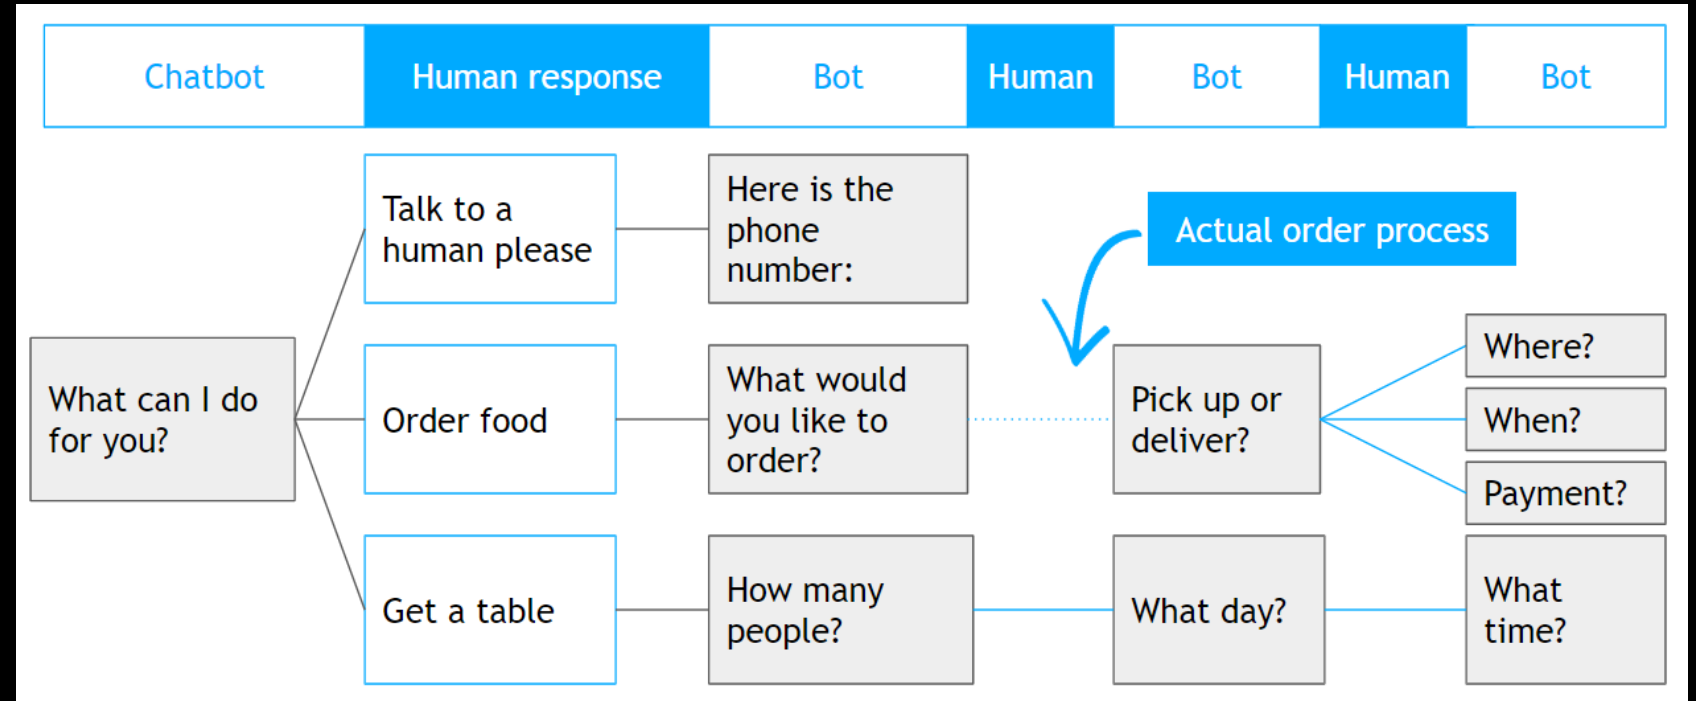 Chatbot
Human response
Bot
Human
Bot
Human
Bot
Talk to a
human please
Here is the
phone
number:
Actual order process
What can I do
for you?
Order food
What would
you like to
order?
Pick up or
deliver?
Where?
When?
Payment?
Get a table
How many
people?
What day?
What
time?